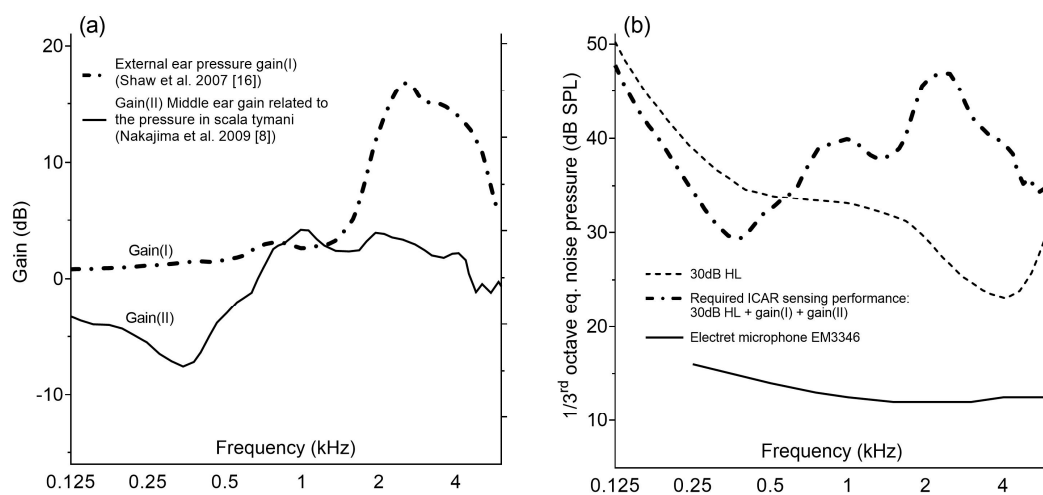 (a)
20
10
0
-10
Gain (dB)
External ear pressure gain(I)
(Shaw et al. 2007 [16])
Gain(II) Middle ear gain related to
the pressure in scala tymani
(Nakajima et al. 2009 [8])
Gain(I)
Gain(II)
Frequency (kHz)
0.125 0.25 0.5 1 2 4
(b)
50
40
30
20
10
1/3rd octave eq. noise pressure (dB SPL)
30dB HL
Required ICAR sensing performance:
30dB HL + gain(I) + gain(II)
Electret microphone EM3346
Frequency (kHz)
0.125 0.25 0.5 1 2 4